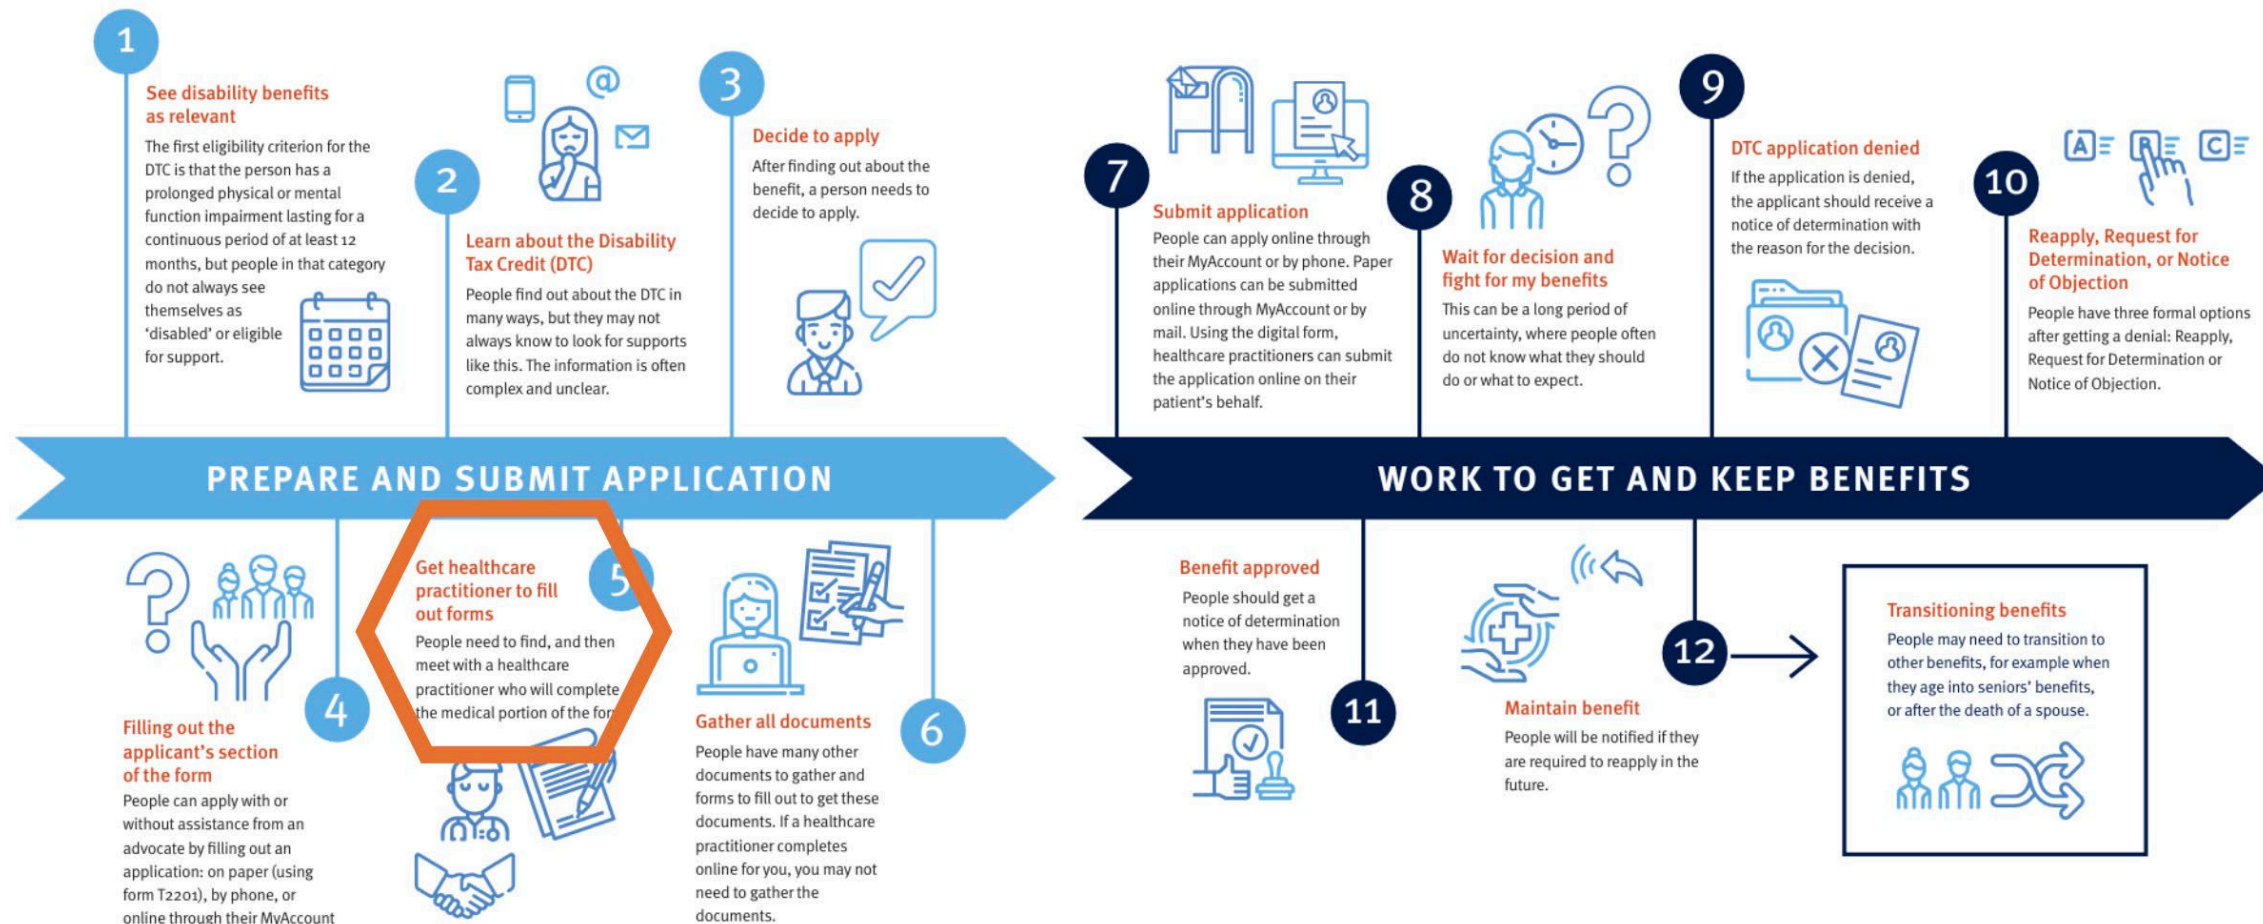 1
See disability benefits
as relevant
The first eligibility criterion for the
DTC is that the person has a
prolonged physical or mental
function impairment lasting for a
continuous period of at least 12
months, but people in that category
do not always see
themselves as
‘disabled’ or eligible
for support.
2
@
Learn about the Disability
Tax Credit (DTC)
People find out about the DTC in
many ways, but they may not
always know to look for supports
like this. The information is often
complex and unclear.
3
Decide to apply
After finding out about the
benefit, a person needs to
decide to apply.
PREPARE AND SUBMIT APPLICATION
4
Filling out the
applicant’s section
of the form
People can apply with or
without assistance from an
advocate by filling out an
application: on paper (using
form T2201), by phone, or
online through their MyAccount
5
Get healthcare
practitioner to fill
out forms
People need to find, and then
meet with a healthcare
practitioner who will complete
the medical portion of the for
6
Gather all documents
People have many other
documents to gather and
forms to fill out to get these
documents. If a healthcare
practitioner completes
online for you, you may not
need to gather the
documents.
7
Submit application
People can apply online through
their MyAccount or by phone. Paper
applications can be submitted
online through MyAccount or by
mail. Using the digital form,
healthcare practitioners can submit
the application online on their
patient’s behalf.
8
?
Wait for decision and
fight for my benefits
This can be a long period of
uncertainty, where people often
do not know what they should
do or what to expect.
9
DTC application denied
If the application is denied,
the applicant should receive a
notice of determination with
the reason for the decision.
10
A B C
Reapply, Request for
Determination, or Notice
of Objection
People have three formal options
after getting a denial: Reapply,
Request for Determination or
Notice of Objection.
WORK TO GET AND KEEP BENEFITS
Benefit approved
People should get a
notice of determination
when they have been
approved.
11
Maintain benefit
People will be notified if they
are required to reapply in the
future.
12
Transitioning benefits
People may need to transition to
other benefits, for example when
they age into seniors’ benefits,
or after the death of a spouse.